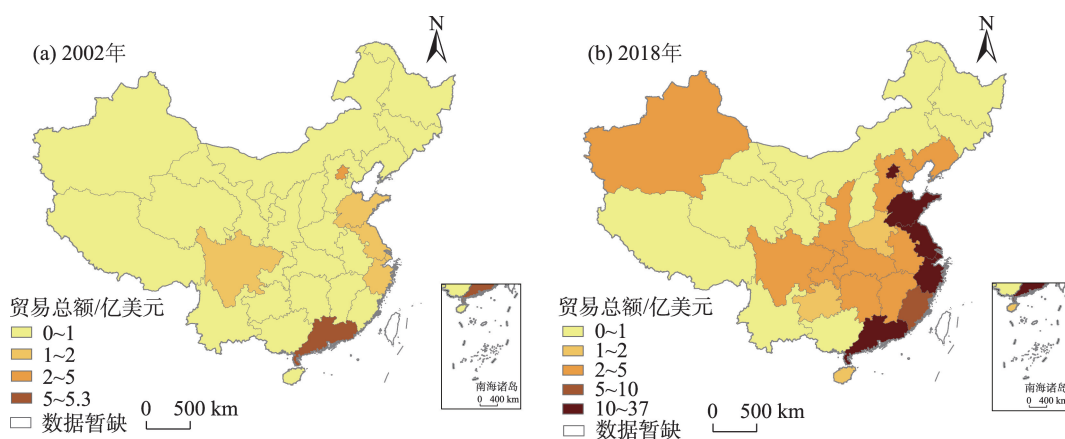 (a) 2002年
N
贸易总额/亿美元
0~1
1~2
2~5
5~5.3
数据暂缺
0 500 km
南海诸岛
0 400 km
(b) 2018年
N
贸易总额/亿美元
0~1
1~2
2~5
5~10
10~37
数据暂缺
0 500 km
南海诸岛
0 400 km